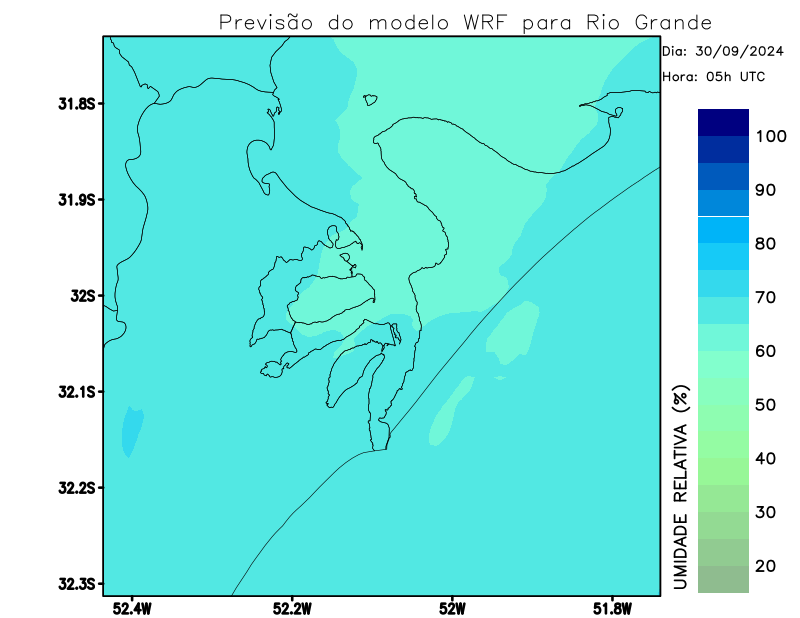 Previsão do modelo WRF para Rio Grande
Dia: 30/09/2024
Hora: 05h UTC
31.8S
31.9S
32S
32.1S
32.2S
32.3S
52.4W
52.2W
52W
51.8W
100
90
80
70
60
50
40
30
20
UMIDADE RELATIVA (%)